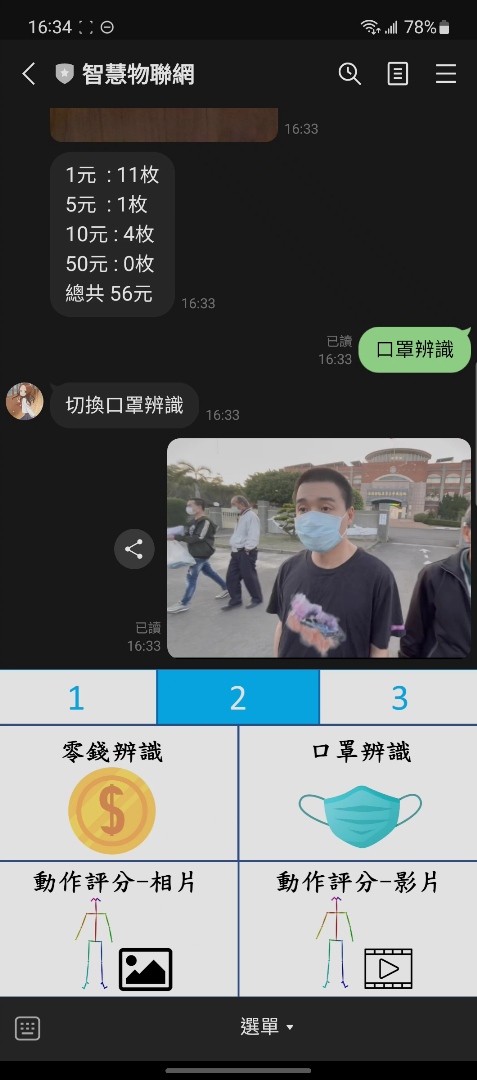 16:34
78%
智慧物聯網
16:33
1元 : 11枚
5元 : 1枚
10元 : 4枚
50元 : 0枚
總共 56元
16:33
已讀
16:33
口罩辨識
切換口罩辨識
16:33
已讀
16:33
1
2
3
零錢辨識
口罩辨識
$
動作評分-相片
動作評分-影片
選單